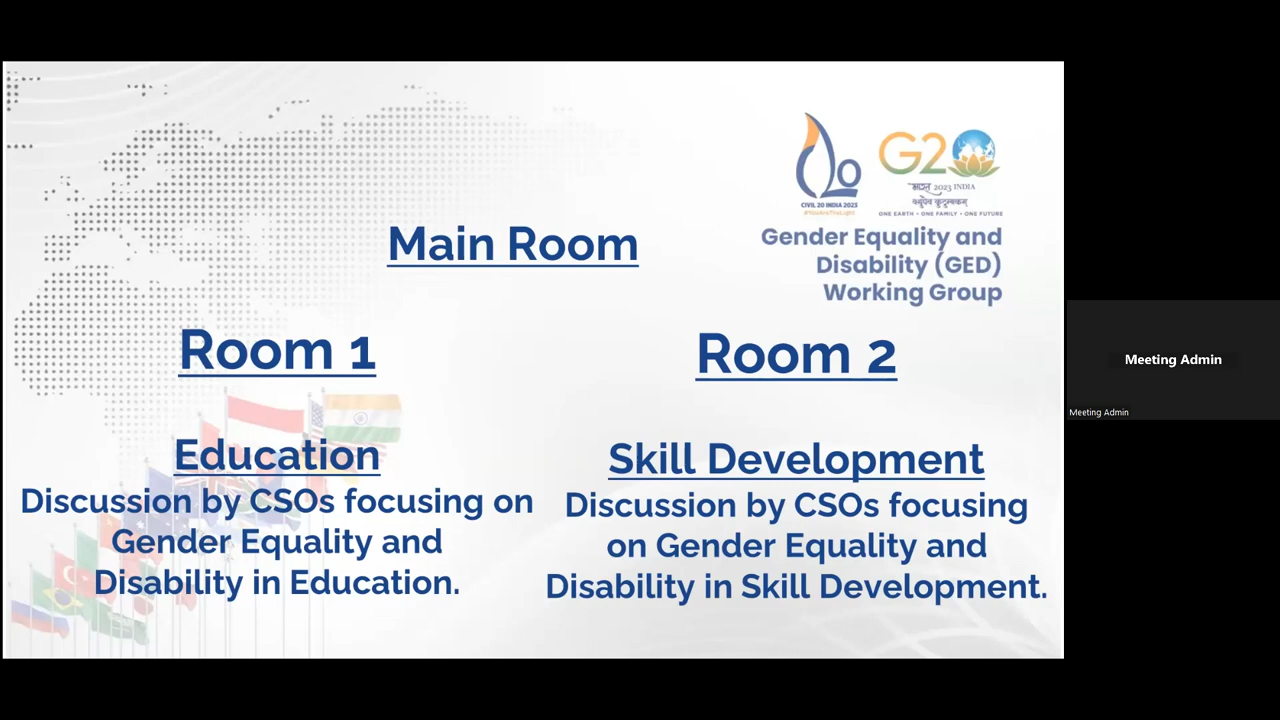 CIVIL 20 INDIA 2023
#YouAreTheLight
G20
भारत 2023 INDIA
वसुधैव कुटुम्बकम्
ONE EARTH • ONE FAMILY • ONE FUTURE
Gender Equality and
Disability (GED)
Working Group
Main Room
Room 1
Education
Discussion by CSOs focusing on
Gender Equality and
Disability in Education.
Room 2
Skill Development
Discussion by CSOs focusing
on Gender Equality and
Disability in Skill Development.
Meeting Admin
Meeting Admin